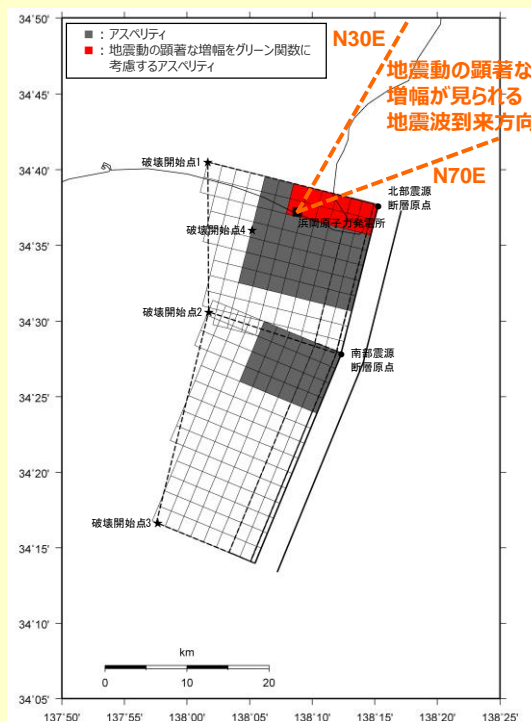 34°50'
■ : アスペリティ
■ : 地震動の顕著な増幅をグリーン関数に
考慮するアスペリティ
N30E
地震動の顕著な
増幅が見られる
地震波到来方向
34°45'
34°40'
破壊開始点1
N70E
北部震源
断層原点
浜岡原子力発電所
破壊開始点4
34°35'
34°30'
破壊開始点2
南部震源
断層原点
34°25'
34°20'
破壊開始点3
34°15'
34°10'
km
0 10 20
34°05'
137°50' 137°55' 138°00' 138°05' 138°10' 138°15' 138°20' 138°25'